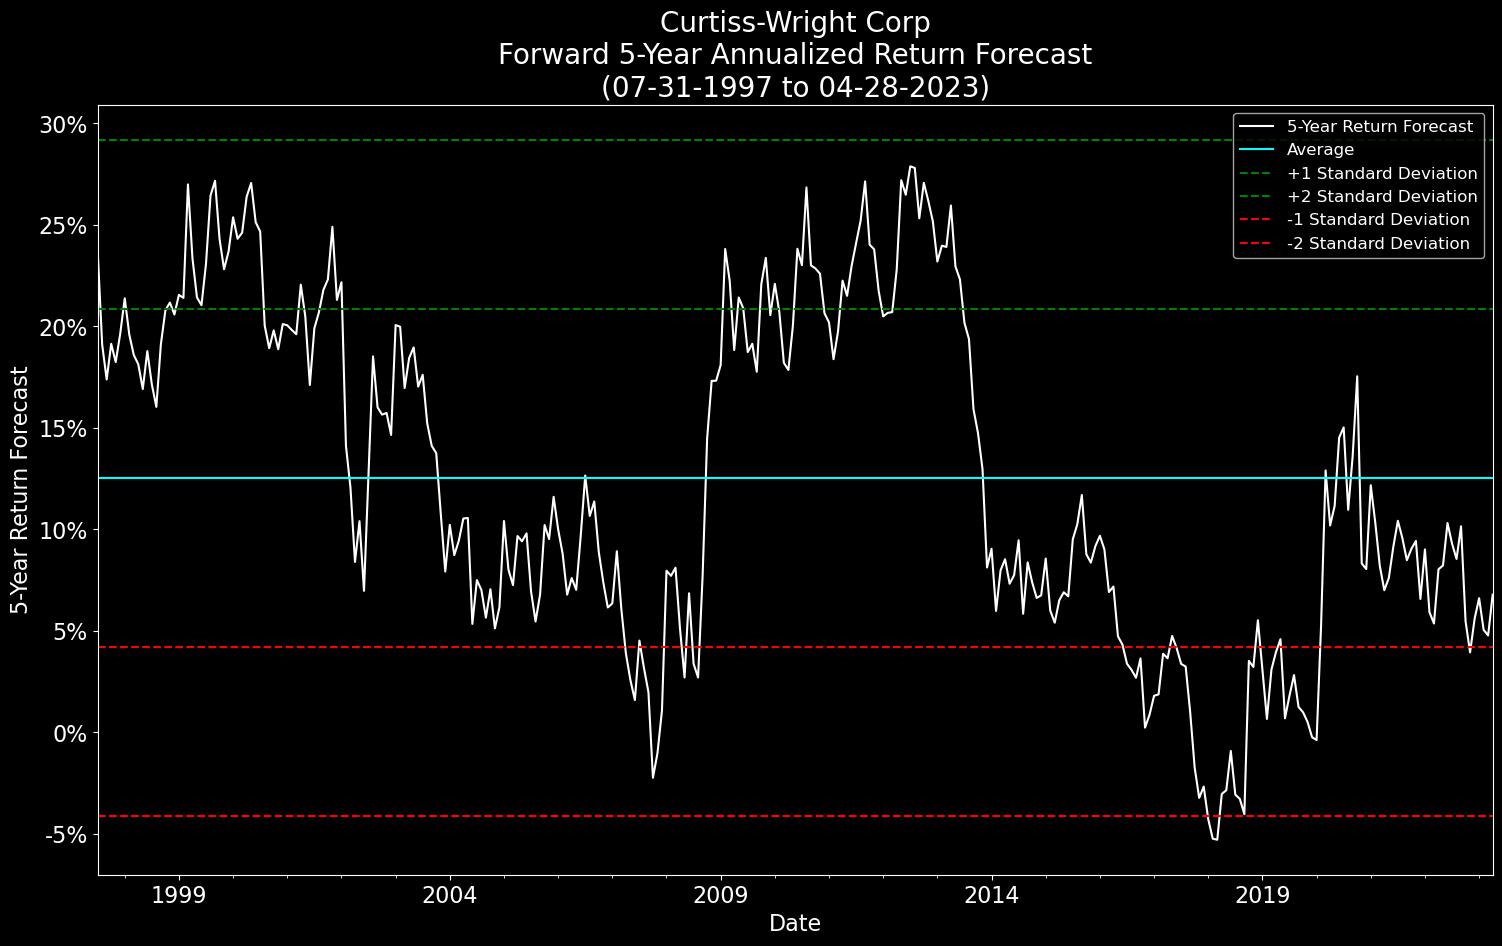 Curtiss-Wright Corp
Forward 5-Year Annualized Return Forecast
(07-31-1997 to 04-28-2023)
5-Year Return Forecast
Average
+1 Standard Deviation
+2 Standard Deviation
-1 Standard Deviation
-2 Standard Deviation
30%
25%
20%
15%
10%
5%
0%
-5%
5-Year Return Forecast
1999 2004 2009 2014 2019
Date